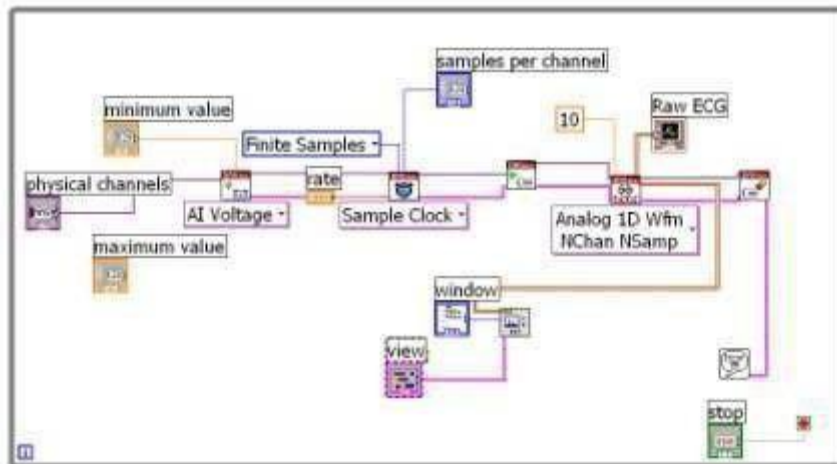 samples per channel
minimum value
10
Raw ECG
Finite Samples
physical channels
rate
AI Voltage
Sample Clock
Analog 1D Wfm
NChan NSamp
maximum value
window
view
stop
i